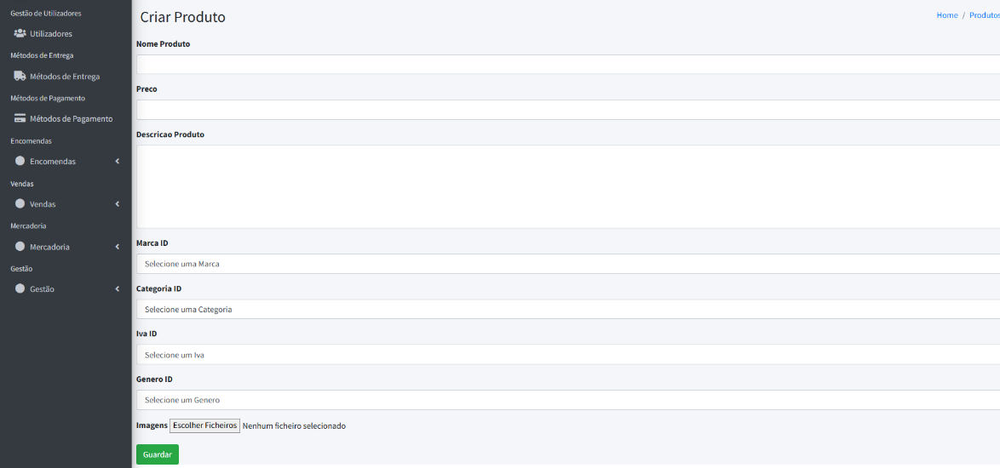 Gestão de Utilizadores
Utilizadores
Métodos de Entrega
Métodos de Entrega
Métodos de Pagamento
Métodos de Pagamento
Encomendas
Encomendas
Vendas
Vendas
Mercadoria
Mercadoria
Gestão
Gestão
Criar Produto
Home / Produtos
Nome Produto
Preco
Descricao Produto
Marca ID
Selecione uma Marca
Categoria ID
Selecione uma Categoria
Iva ID
Selecione um Iva
Genero ID
Selecione um Genero
Imagens Escolher Ficheiros Nenhum ficheiro selecionado
Guardar